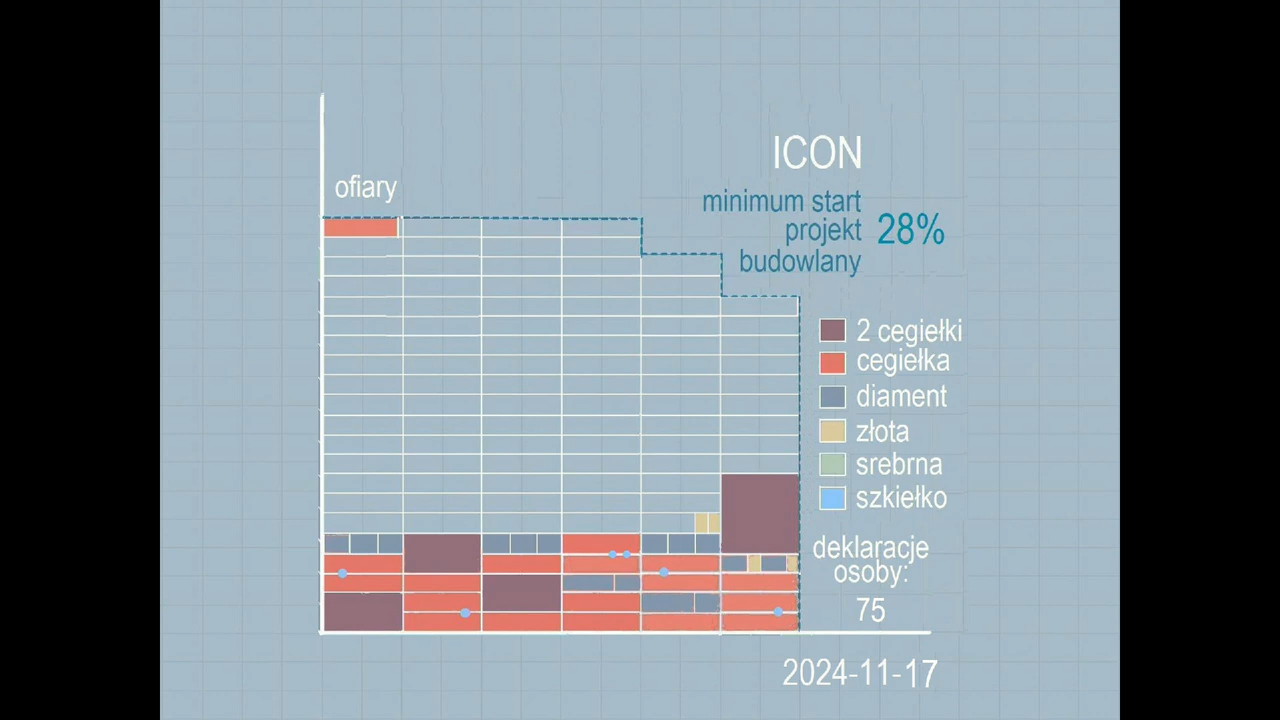 ICON
ofiary
minimum start
projekt
budowlany
28%
2 cegiełki
cegiełka
diament
złota
srebrna
szkiełko
deklaracje
osoby:
75
2024-11-17